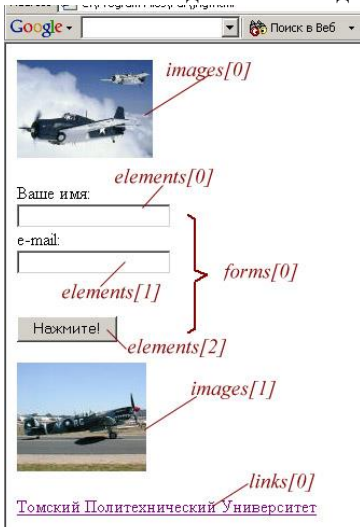 Google
Поиск в Веб
images[0]
elements[0]
Ваше имя:
e-mail:
forms[0]
elements[1]
Нажмите!
elements[2]
images[1]
links[0]
Томский Политехнический Университет